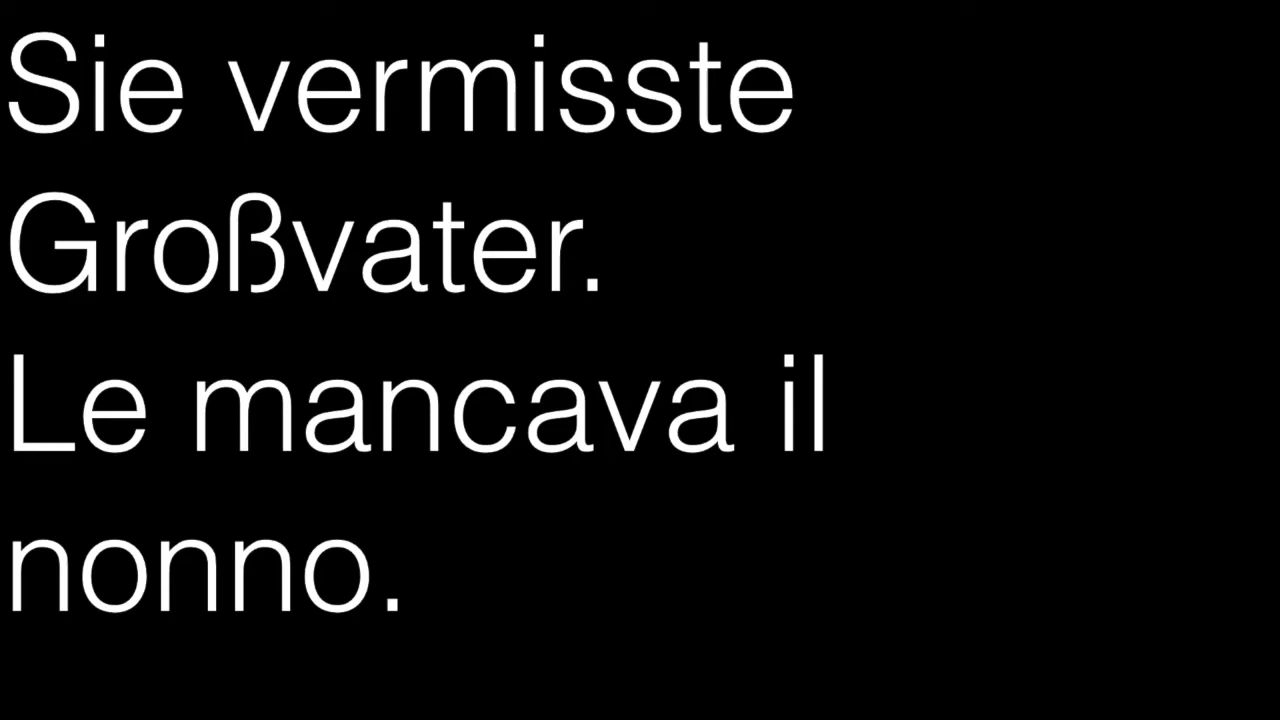 Sie vermisste
Großvater.
Le mancava il
nonno.